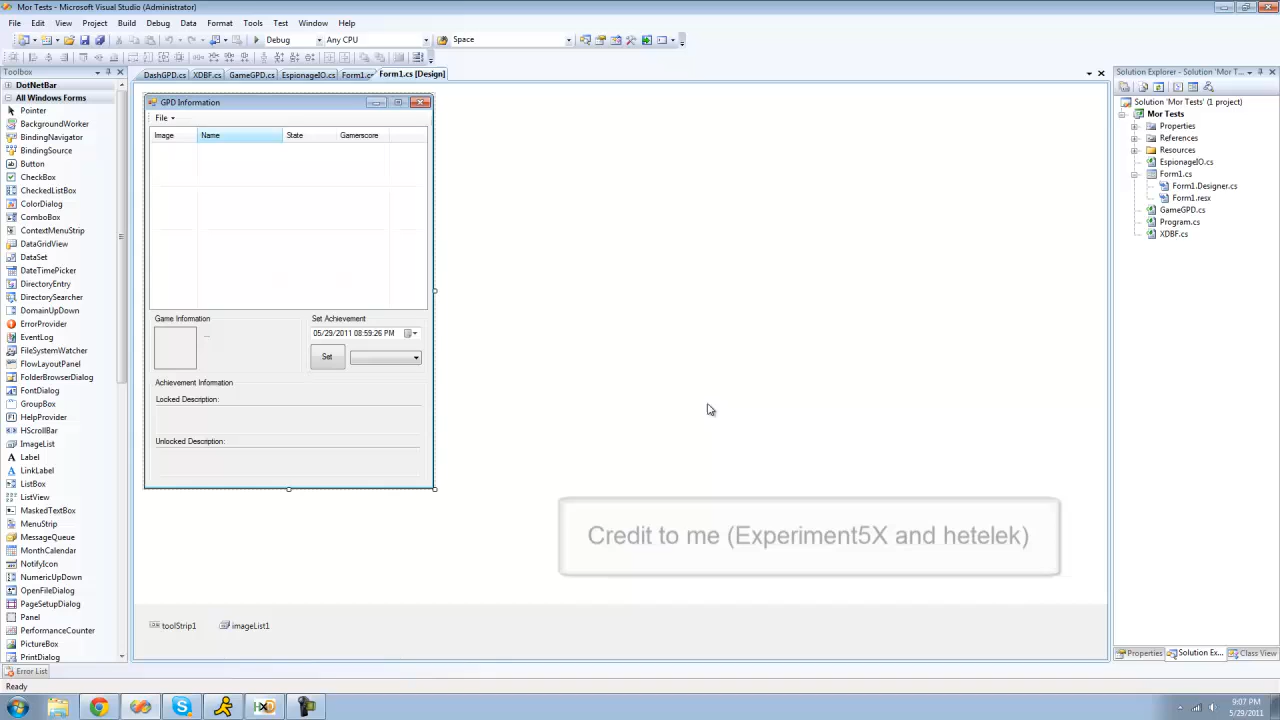 Mor Tests - Microsoft Visual Studio (Administrator)
File Edit View Project Build Debug Data Format Tools Test Window Help
Debug Any CPU Space
Toolbox
DotNetBar
All Windows Forms
Pointer
BackgroundWorker
BindingNavigator
BindingSource
Button
CheckBox
CheckedListBox
ColorDialog
ComboBox
ContextMenuStrip
DataGridView
DataSet
DateTimePicker
DirectoryEntry
DirectorySearcher
DomainUpDown
ErrorProvider
EventLog
FileSystemWatcher
FlowLayoutPanel
FolderBrowserDialog
FontDialog
GroupBox
HelpProvider
HScrollBar
ImageList
Label
LinkLabel
ListBox
ListView
MaskedTextBox
MenuStrip
MessageQueue
MonthCalendar
NotifyIcon
NumericUpDown
OpenFileDialog
PageSetupDialog
Panel
PerformanceCounter
PictureBox
PrintDialog
Error List
Ready
DashGPD.cs XDBF.cs GameGPD.cs EspionageIO.cs Form1.cs Form1.cs [Design]
GPD Information
File
Image Name State Gamerscore
Game Information
...
Set Achievement
05/29/2011 08:59:26 PM
Set
Achievement Information
Locked Description:
Unlocked Description:
Credit to me (Experiment5X and hetelek)
toolStrip1 imageList1
Solution Explorer - Solution 'Mor T...
Solution 'Mor Tests' (1 project)
Mor Tests
Properties
References
Resources
EspionageIO.cs
Form1.cs
Form1.Designer.cs
Form1.resx
GameGPD.cs
Program.cs
XDBF.cs
Properties Solution Ex... Class View
9:07 PM
5/29/2011